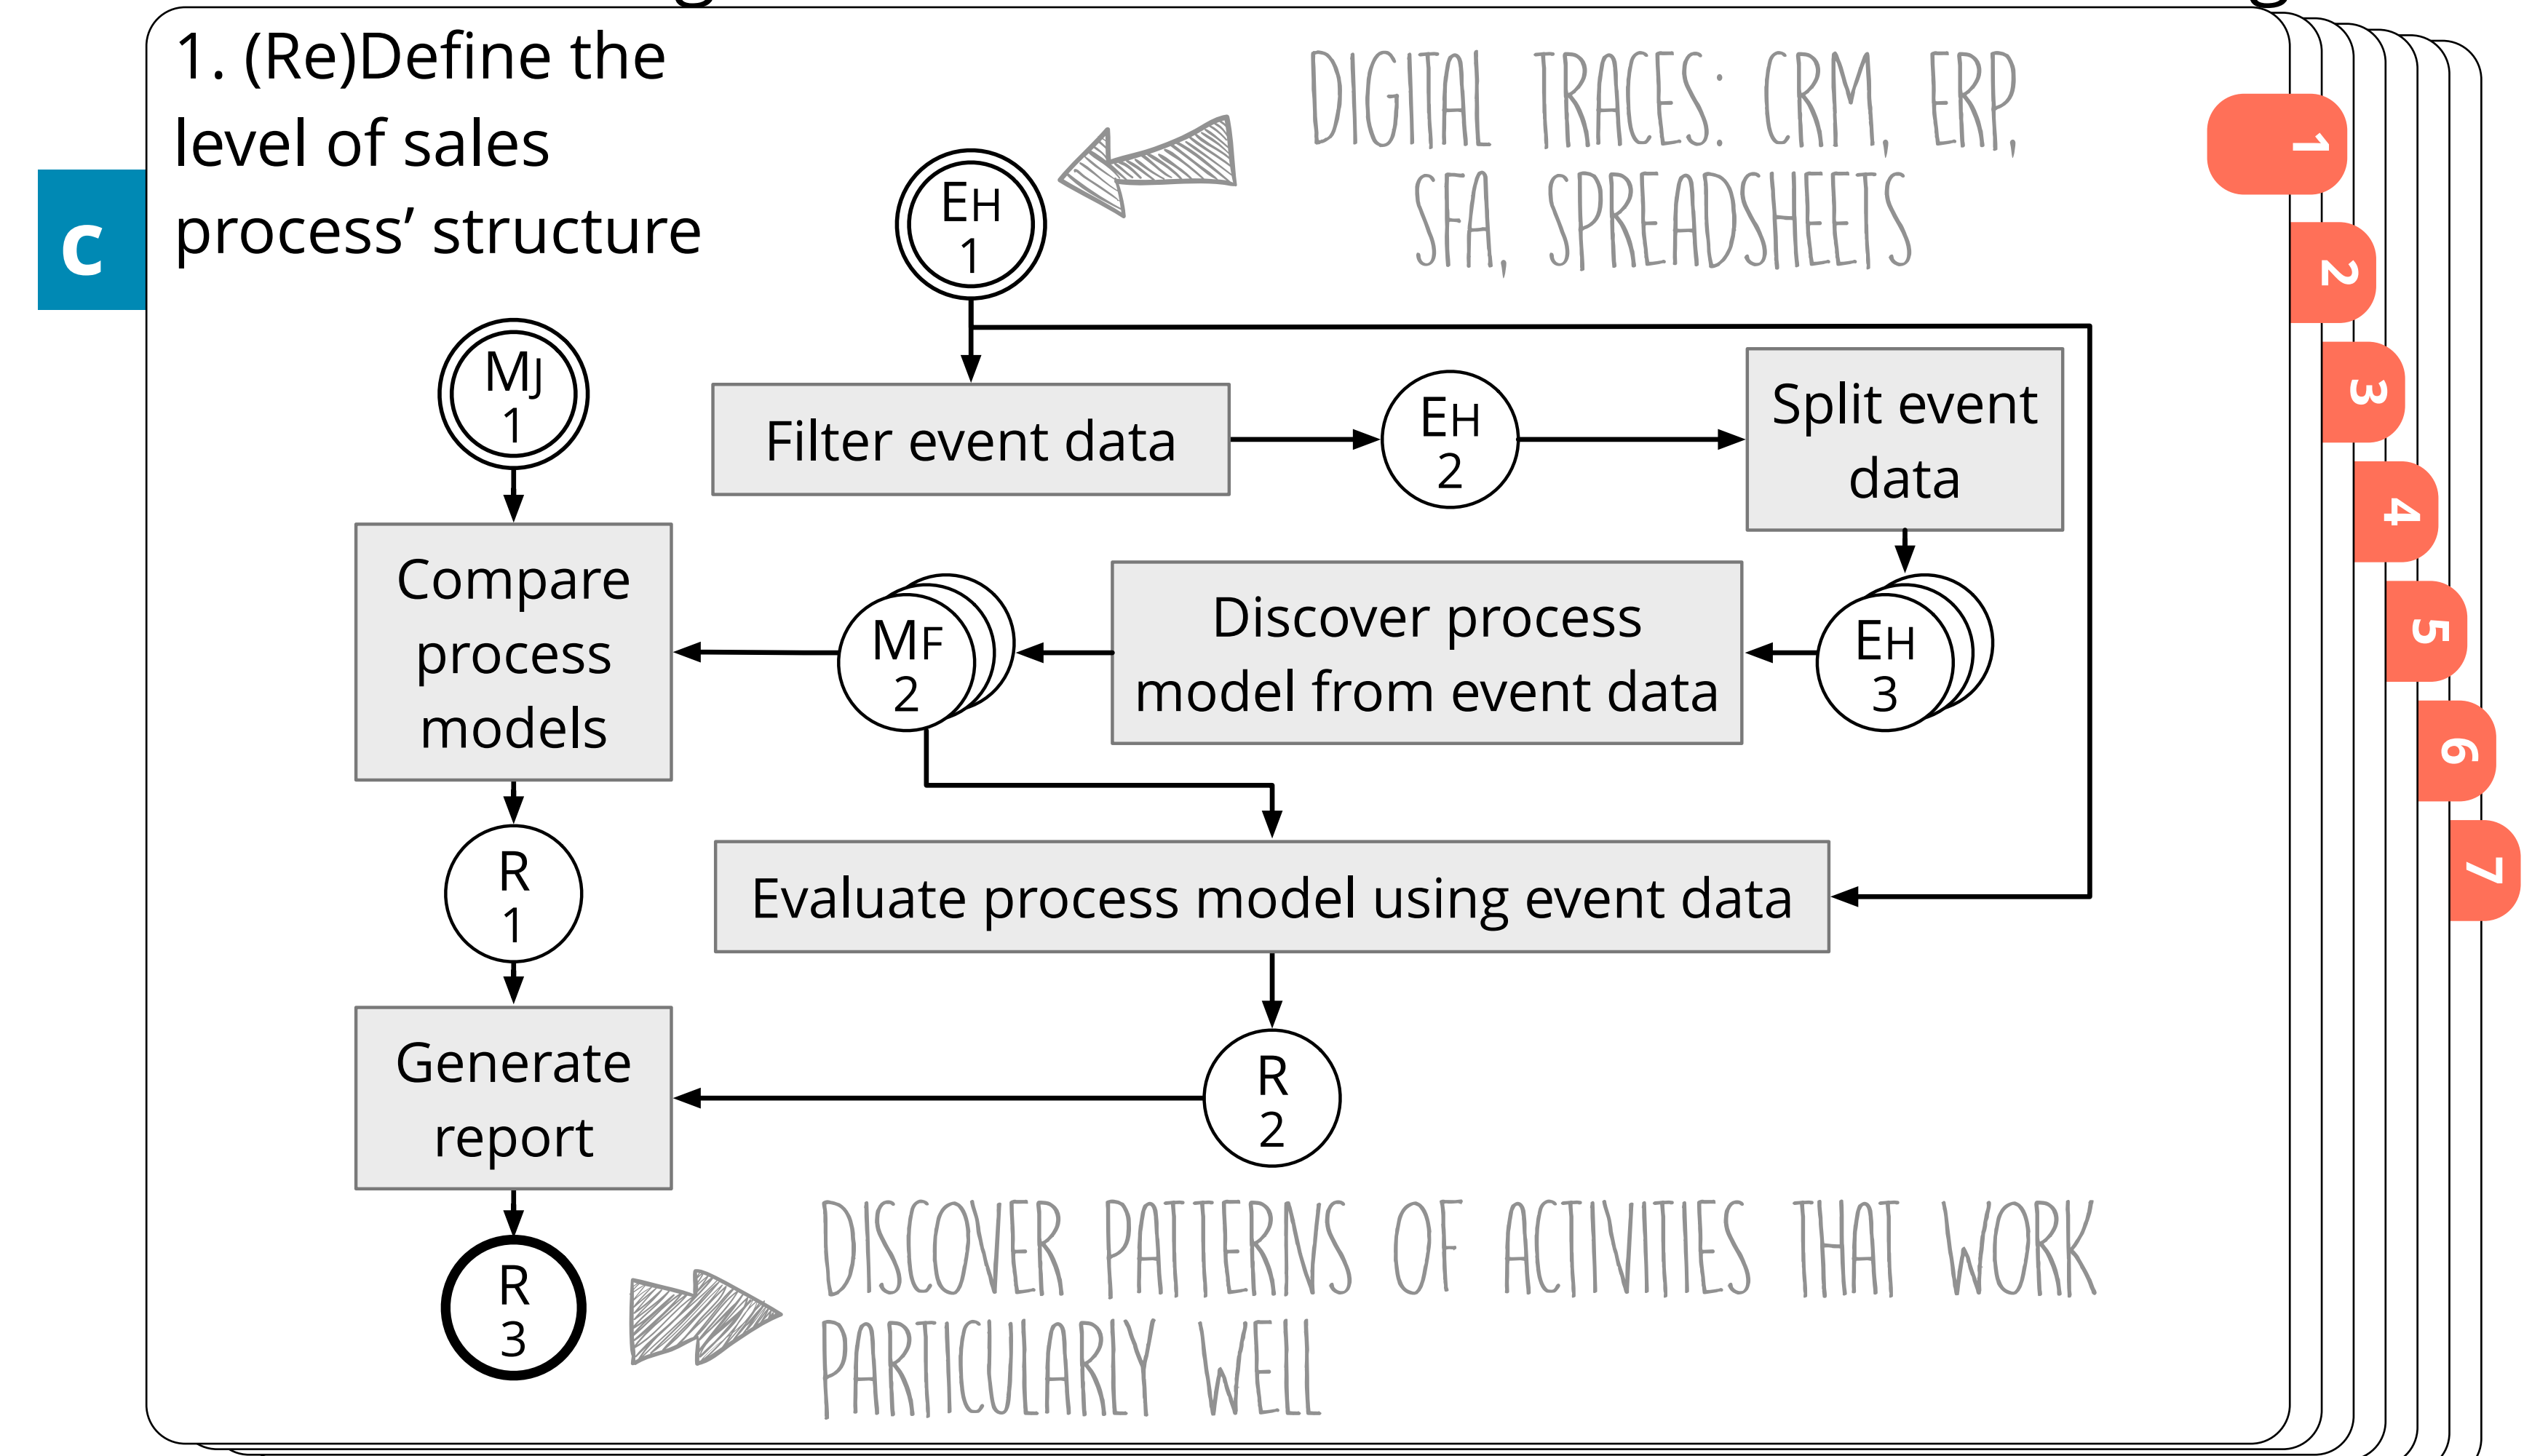 1. (Re)Define the
level of sales
process’ structure
c
DIGITAL TRACES: CRM, ERP,
SFA, SPREADSHEETS
EH
1
MJ
1
Filter event data
EH
2
Split event
data
Compare
process
models
MF
2
Discover process
model from event data
EH
3
R
1
Evaluate process model using event data
Generate
report
R
2
R
3
DISCOVER PATTERNS OF ACTIVITIES THAT WORK
PARTICULARLY WELL
1
2
3
4
5
6
7